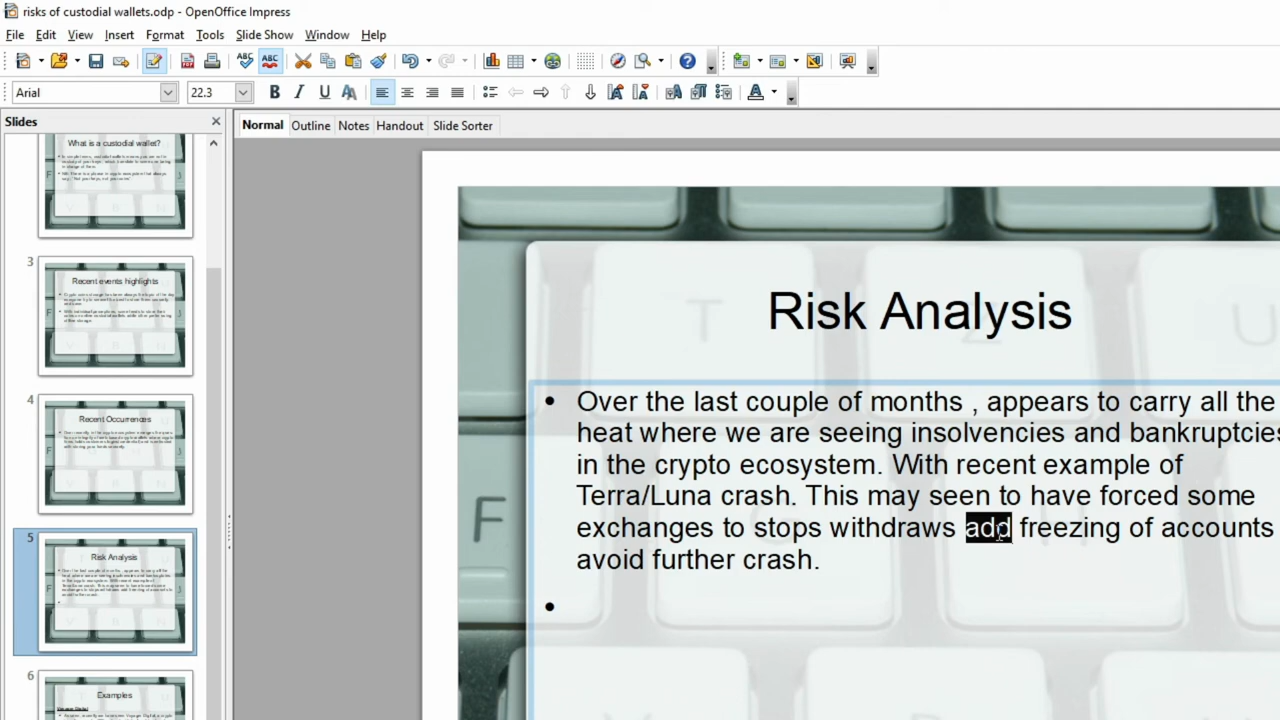 risks of custodial wallets.odp - OpenOffice Impress
File Edit View Insert Format Tools Slide Show Window Help
Arial 22.3
Slides
Normal Outline Notes Handout Slide Sorter
What is a custodial wallet?
3
Recent events highlights
4
Recent Occurrences
5
Risk Analysis
6
Examples
Risk Analysis
• Over the last couple of months , appears to carry all the
heat where we are seeing insolvencies and bankruptcies
in the crypto ecosystem. With recent example of
Terra/Luna crash. This may seen to have forced some
exchanges to stops withdraws add freezing of accounts
avoid further crash.
•